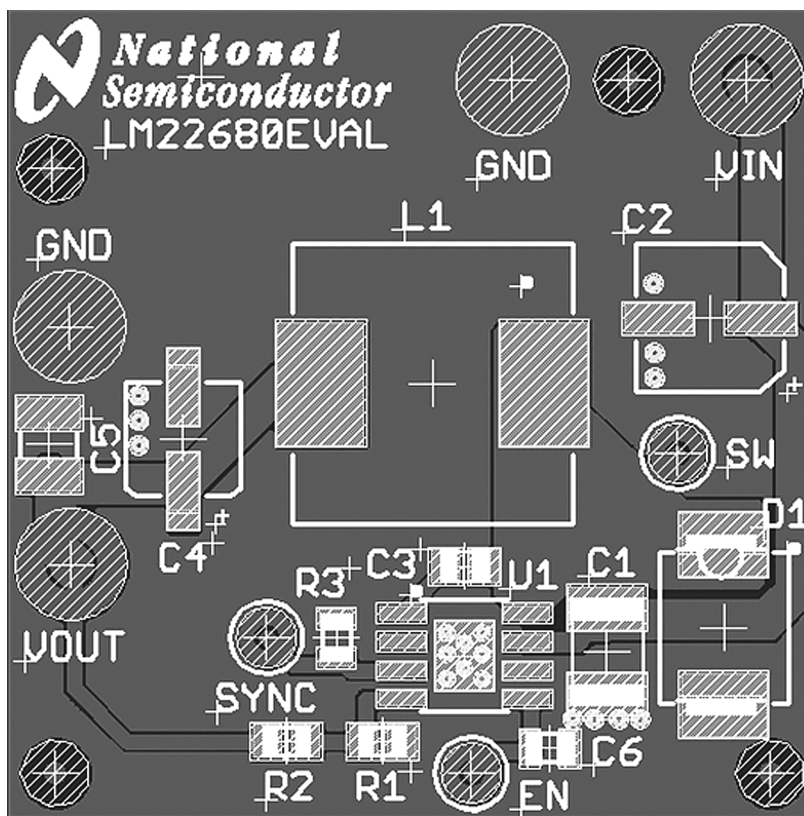 National
Semiconductor
LM22680EVAL
GND
VIN
GND
L1
C2
C5
SW
D1
C4
R3
C3
U1
C1
VOUT
SYNC
R2
R1
EN
C6